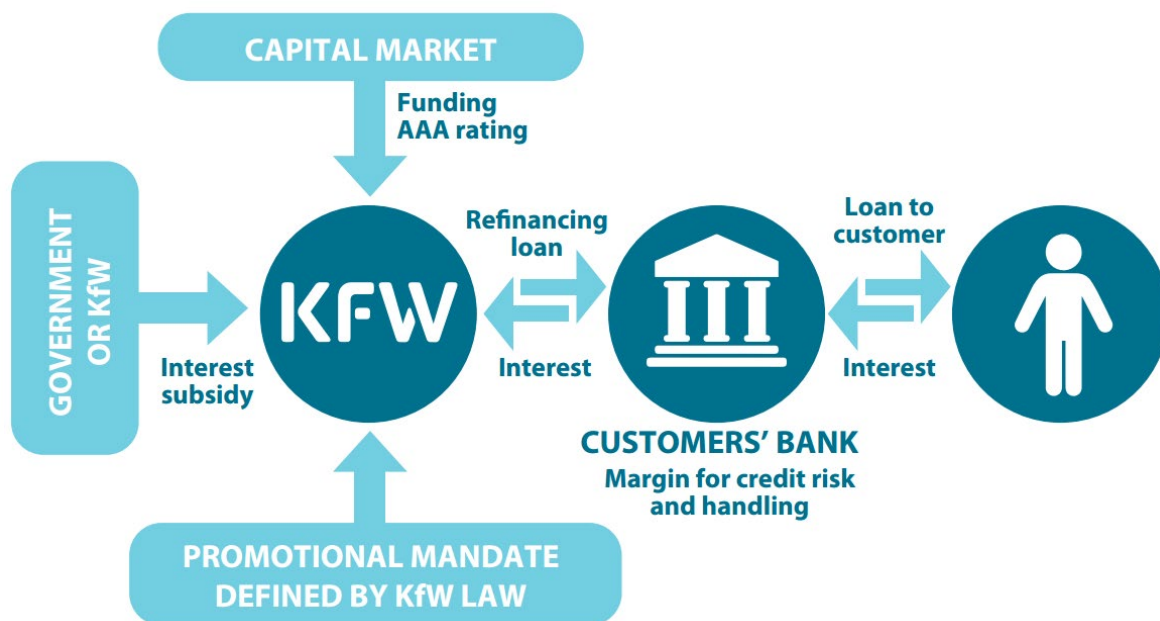 CAPITAL MARKET
Funding
AAA rating
GOVERNMENT
OR KfW
Interest
subsidy
KFW
Refinancing
loan
Interest
Loan to
customer
Interest
CUSTOMERS' BANK
Margin for credit risk
and handling
PROMOTIONAL MANDATE
DEFINED BY KfW LAW